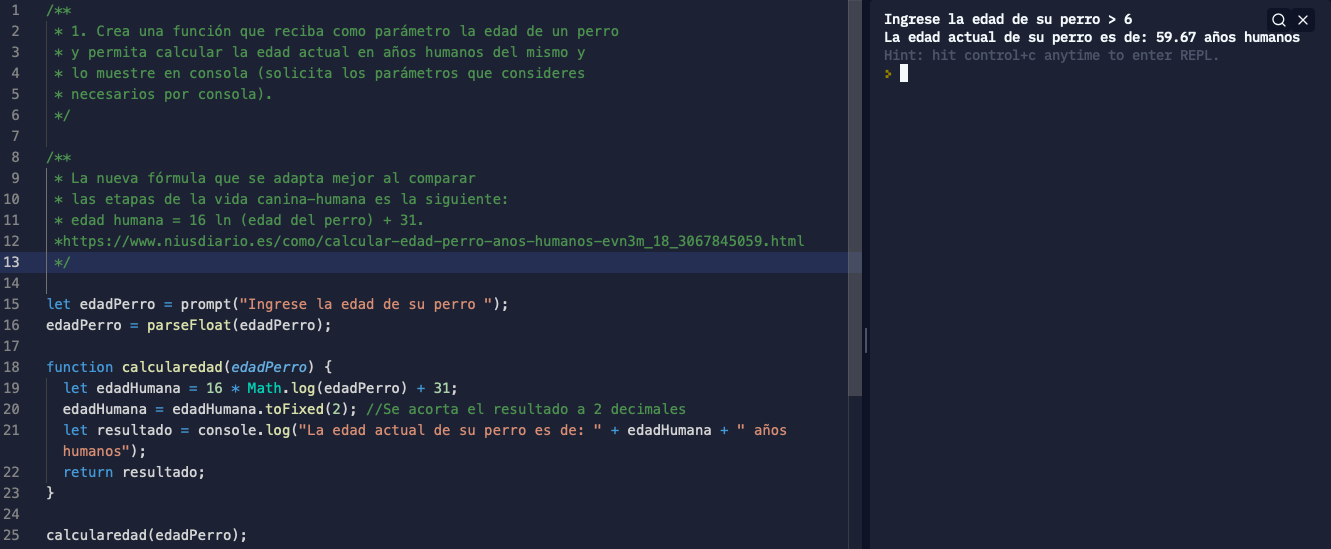 1 /**
2 * 1. Crea una función que reciba como parámetro la edad de un perro
3 * y permita calcular la edad actual en años humanos del mismo y
4 * lo muestre en consola (solicita los parámetros que consideres
5 * necesarios por consola).
6 */
7
8 /**
9 * La nueva fórmula que se adapta mejor al comparar
10 * las etapas de la vida canina-humana es la siguiente:
11 * edad humana = 16 ln (edad del perro) + 31.
12 *https://www.niusdiario.es/como/calcular-edad-perro-anos-humanos-evn3m_18_3067845059.html
13 */
14
15 let edadPerro = prompt("Ingrese la edad de su perro ");
16 edadPerro = parseFloat(edadPerro);
17
18 function calcularedad(edadPerro) {
19 let edadHumana = 16 * Math.log(edadPerro) + 31;
20 edadHumana = edadHumana.toFixed(2); //Se acorta el resultado a 2 decimales
21 let resultado = console.log("La edad actual de su perro es de: " + edadHumana + " años
humanos");
22 return resultado;
23 }
24
25 calcularedad(edadPerro);
Ingrese la edad de su perro > 6
La edad actual de su perro es de: 59.67 años humanos
Hint: hit control+c anytime to enter REPL.